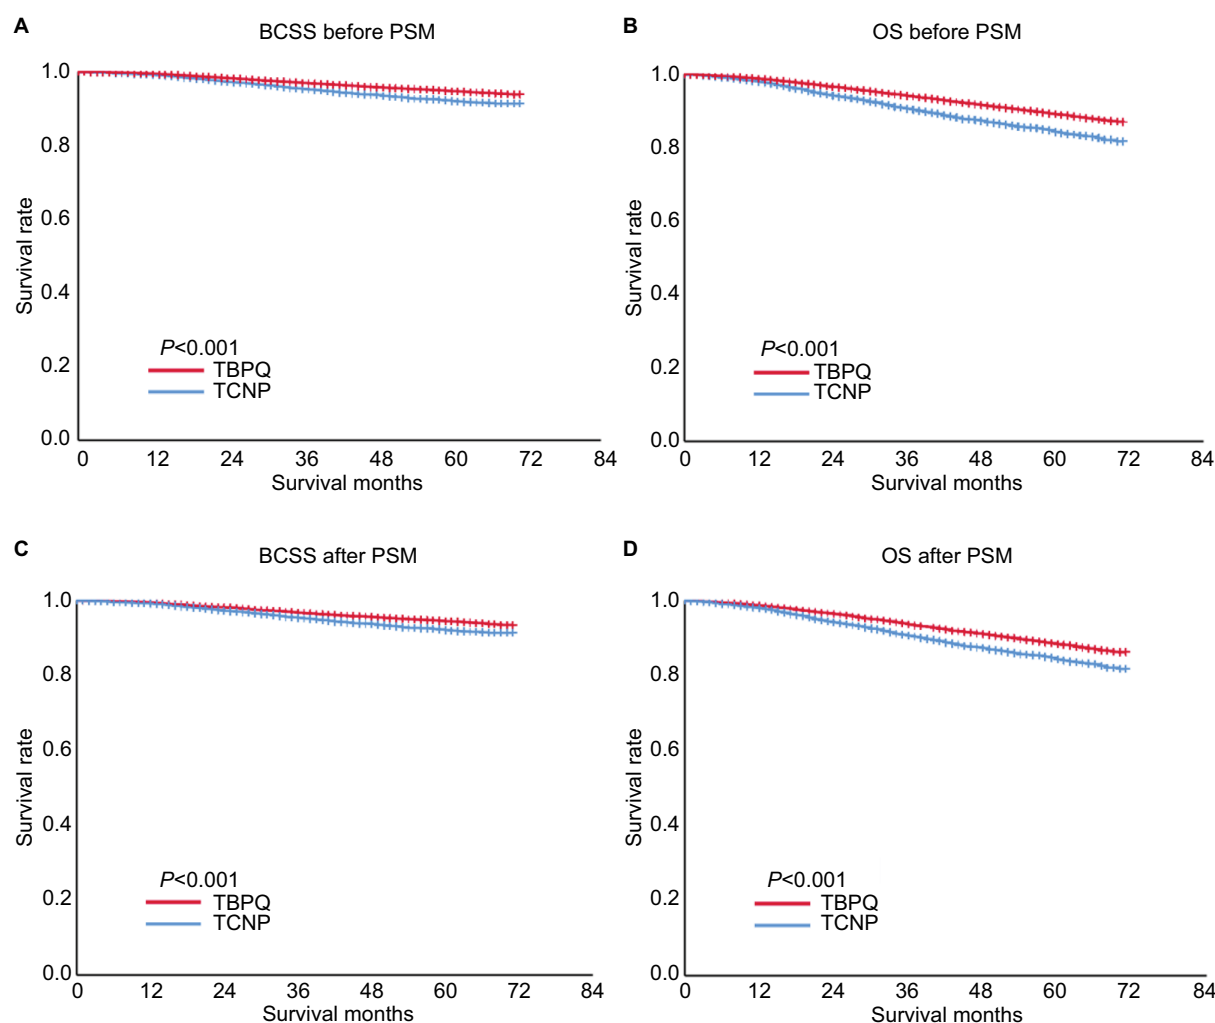 A
BCSS before PSM
1.0
0.8
0.6
0.4
0.2
0.0
Survival rate
P<0.001
TBPQ
TCNP
0 12 24 36 48 60 72 84
Survival months
B
OS before PSM
1.0
0.8
0.6
0.4
0.2
0.0
Survival rate
P<0.001
TBPQ
TCNP
0 12 24 36 48 60 72 84
Survival months
C
BCSS after PSM
1.0
0.8
0.6
0.4
0.2
0.0
Survival rate
P<0.001
TBPQ
TCNP
0 12 24 36 48 60 72 84
Survival months
D
OS after PSM
1.0
0.8
0.6
0.4
0.2
0.0
Survival rate
P<0.001
TBPQ
TCNP
0 12 24 36 48 60 72 84
Survival months